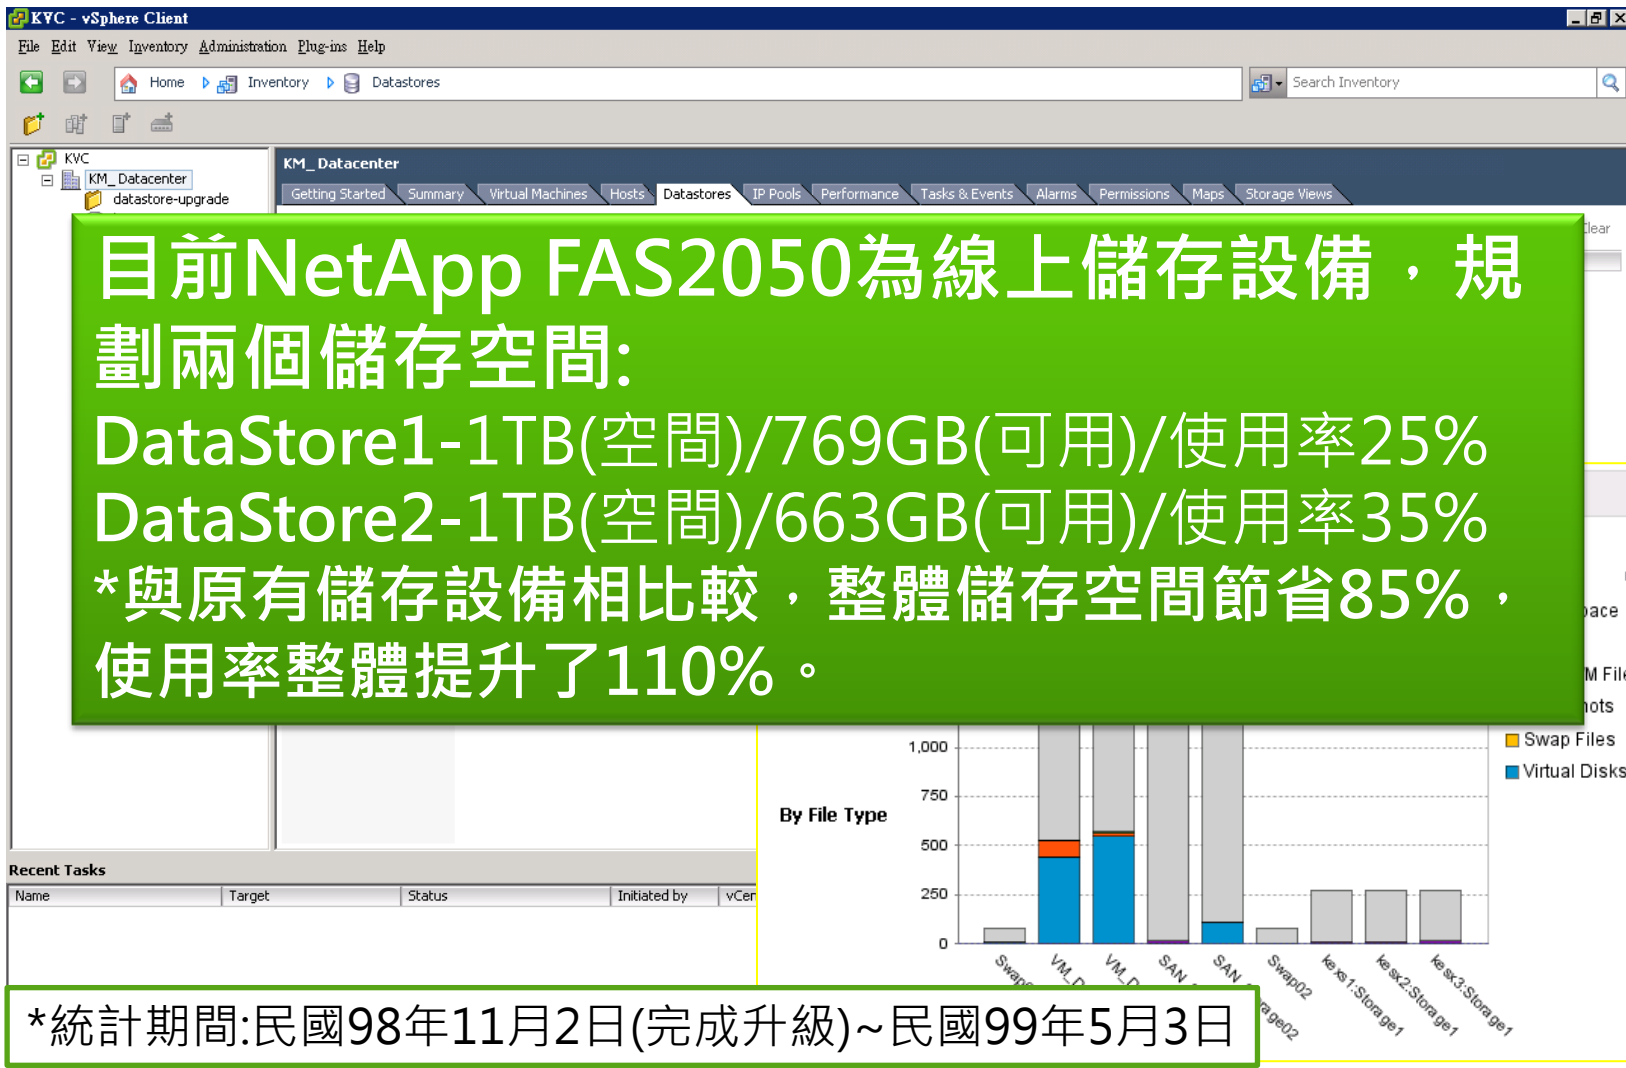 KVC - vSphere Client
File Edit View Inventory Administration Plug-ins Help
Home Inventory Datastores
Search Inventory
KVC
KM_Datacenter
datastore-upgrade
KM_Datacenter
Getting Started Summary Virtual Machines Hosts Datastores IP Pools Performance Tasks & Events Alarms Permissions Maps Storage Views
Clear
目前NetApp FAS2050為線上儲存設備，規
劃兩個儲存空間:
DataStore1-1TB(空間)/769GB(可用)/使用率25%
DataStore2-1TB(空間)/663GB(可用)/使用率35%
*與原有儲存設備相比較，整體儲存空間節省85%，
使用率整體提升了110%。
Swap Files
Virtual Disks
By File Type
1,000
750
500
250
0
Swap02
kesxs1:Storage1
kesx2:Storage1
kesx3:Storage1
Recent Tasks
Name Target Status Initiated by
*統計期間:民國98年11月2日(完成升級)~民國99年5月3日